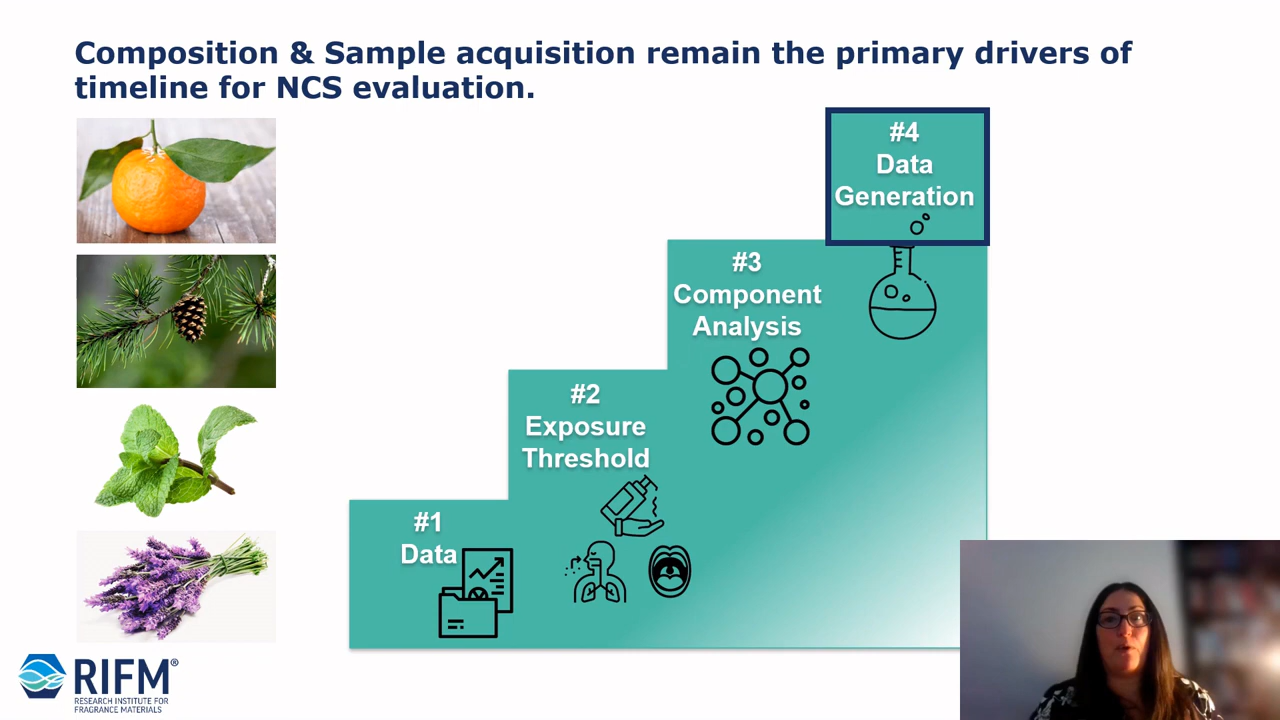 Composition & Sample acquisition remain the primary drivers of
timeline for NCS evaluation.
#4
Data
Generation
#3
Component
Analysis
#2
Exposure
Threshold
#1
Data
RIFM®
RESEARCH INSTITUTE FOR
FRAGRANCE MATERIALS